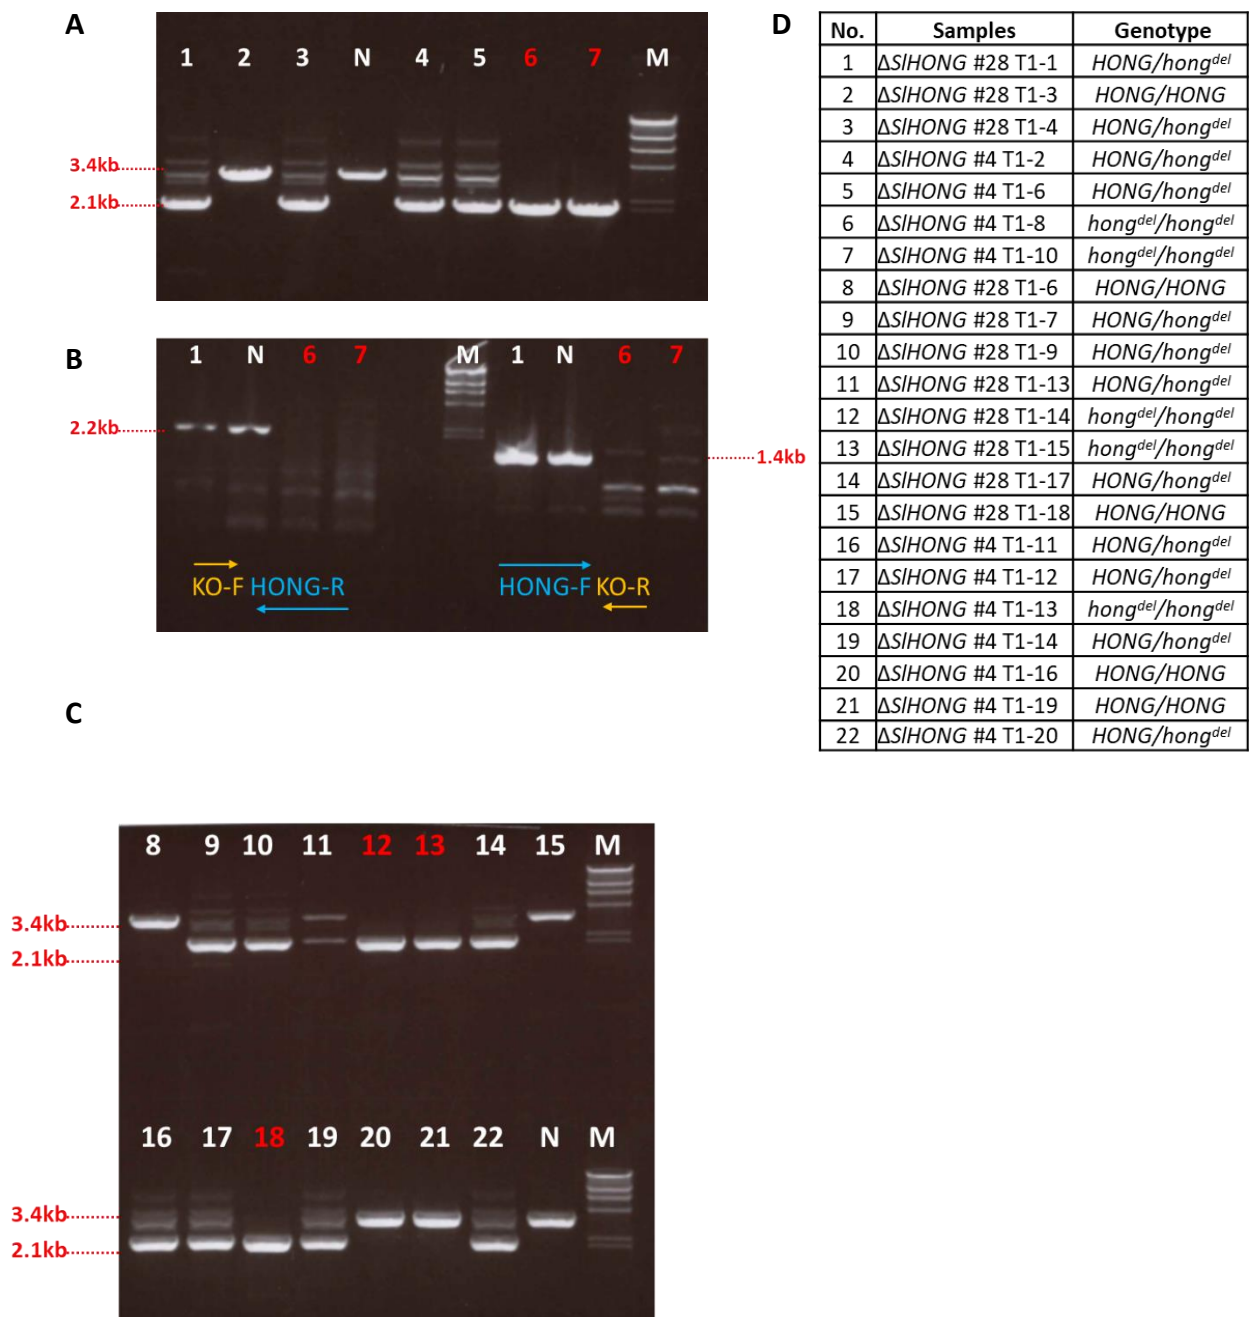 A
1 2 3 N 4 5 6 7 M
3.4kb
2.1kb
B
1 N 6 7 M 1 N 6 7
2.2kb
1.4kb
KO-F HONG-R HONG-F KO-R
C
8 9 10 11 12 13 14 15 M
3.4kb
2.1kb
16 17 18 19 20 21 22 N M
3.4kb
2.1kb
D
No. Samples Genotype
1 ΔSlHONG #28 T1-1 HONG/hongdel
2 ΔSlHONG #28 T1-3 HONG/HONG
3 ΔSlHONG #28 T1-4 HONG/hongdel
4 ΔSlHONG #4 T1-2 HONG/hongdel
5 ΔSlHONG #4 T1-6 HONG/hongdel
6 ΔSlHONG #4 T1-8 hongdel/hongdel
7 ΔSlHONG #4 T1-10 hongdel/hongdel
8 ΔSlHONG #28 T1-6 HONG/HONG
9 ΔSlHONG #28 T1-7 HONG/hongdel
10 ΔSlHONG #28 T1-9 HONG/hongdel
11 ΔSlHONG #28 T1-13 HONG/hongdel
12 ΔSlHONG #28 T1-14 hongdel/hongdel
13 ΔSlHONG #28 T1-15 hongdel/hongdel
14 ΔSlHONG #28 T1-17 HONG/hongdel
15 ΔSlHONG #28 T1-18 HONG/HONG
16 ΔSlHONG #4 T1-11 HONG/hongdel
17 ΔSlHONG #4 T1-12 HONG/hongdel
18 ΔSlHONG #4 T1-13 hongdel/hongdel
19 ΔSlHONG #4 T1-14 HONG/hongdel
20 ΔSlHONG #4 T1-16 HONG/HONG
21 ΔSlHONG #4 T1-19 HONG/HONG
22 ΔSlHONG #4 T1-20 HONG/hongdel